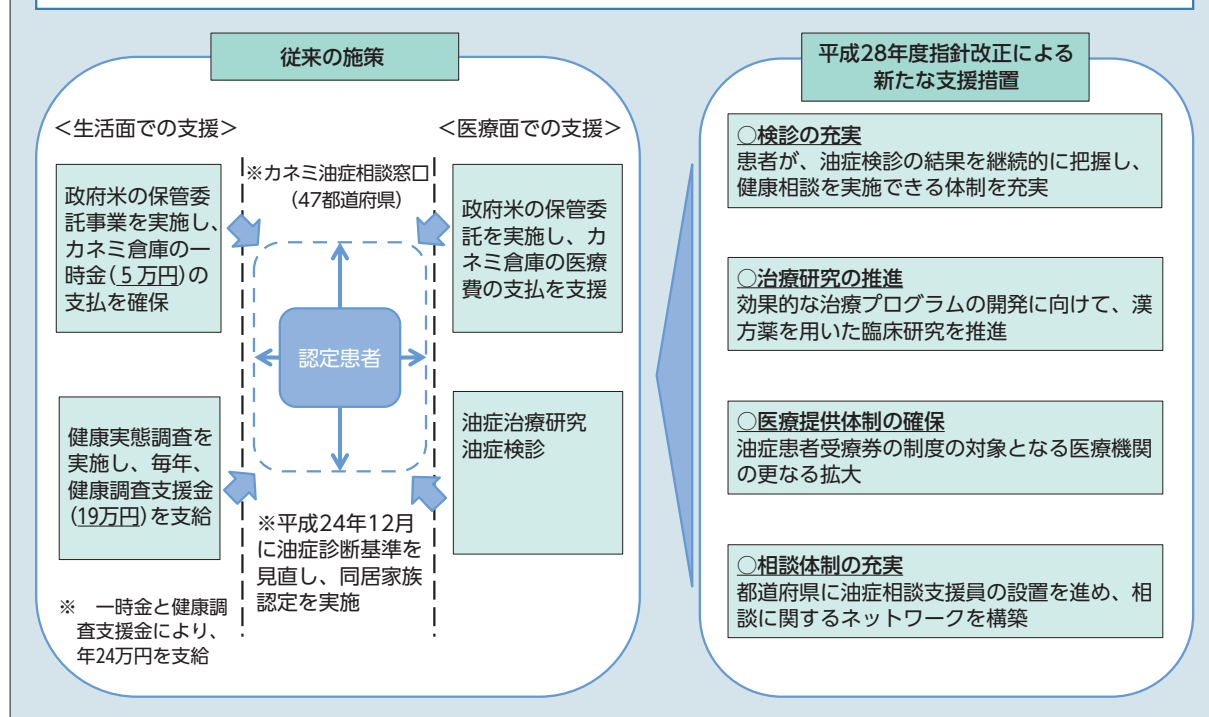 従来の施策
＜生活面での支援＞
政府米の保管委
託事業を実施し、
カネミ倉庫の一
時金(５万円)の
支払を確保
健康実態調査を
実施し、毎年、
健康調査支援金
(19万円)を支給
※　一時金と健康調
査支援金により、
年24万円を支給
※カネミ油症相談窓口
(47都道府県)
認定患者
※平成24年12月
に油症診断基準を
見直し、同居家族
認定を実施
＜医療面での支援＞
政府米の保管委
託を実施し、カ
ネミ倉庫の医療
費の支払を支援
油症治療研究
油症検診
平成28年度指針改正による
新たな支援措置
○検診の充実
患者が、油症検診の結果を継続的に把握し、
健康相談を実施できる体制を充実
○治療研究の推進
効果的な治療プログラムの開発に向けて、漢
方薬を用いた臨床研究を推進
○医療提供体制の確保
油症患者受療券の制度の対象となる医療機関
の更なる拡大
○相談体制の充実
都道府県に油症相談支援員の設置を進め、相
談に関するネットワークを構築